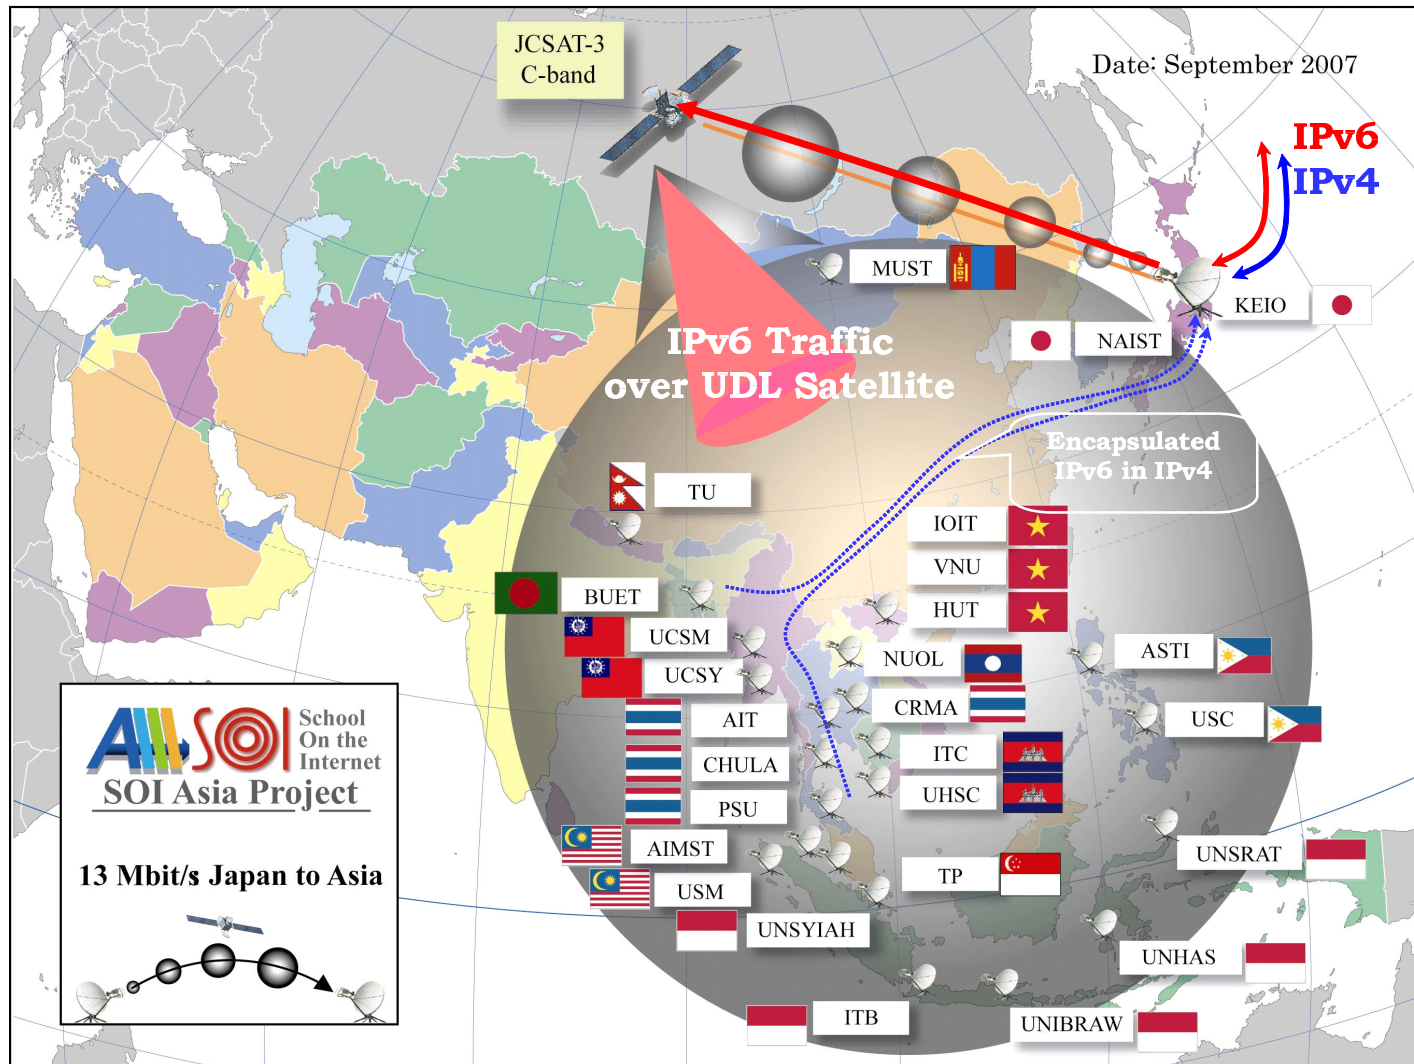 JCSAT-3
C-band
Date: September 2007
IPv6
IPv4
MUST
KEIO
NAIST
IPv6 Traffic
over UDL Satellite
Encapsulated
IPv6 in IPv4
TU
IOIT
VNU
HUT
BUET
UCSM
UCSY
NUOL
ASTI
AIT
CRMA
USC
CHULA
ITC
PSU
UHSC
AIMST
TP
UNSRAT
USM
UNSYIAH
UNHAS
ITB
UNIBRAW
AI3 SOI
School
On the
Internet
SOI Asia Project
13 Mbit/s Japan to Asia